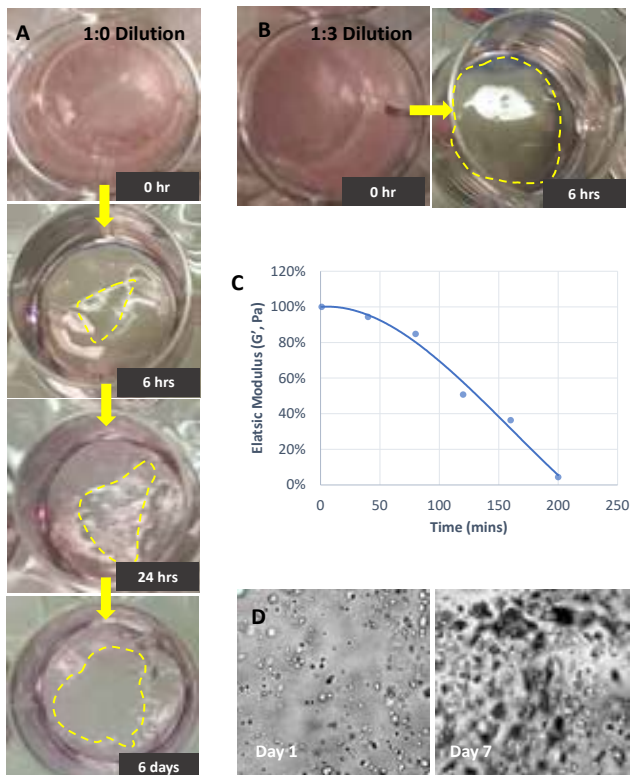 A
1:0 Dilution
0 hr
6 hrs
24 hrs
6 days
B
1:3 Dilution
0 hr
6 hrs
C
Elatsic Modulus (G’, Pa)
120%
100%
80%
60%
40%
20%
0%
0 50 100 150 200 250
Time (mins)
D
Day 1
Day 7